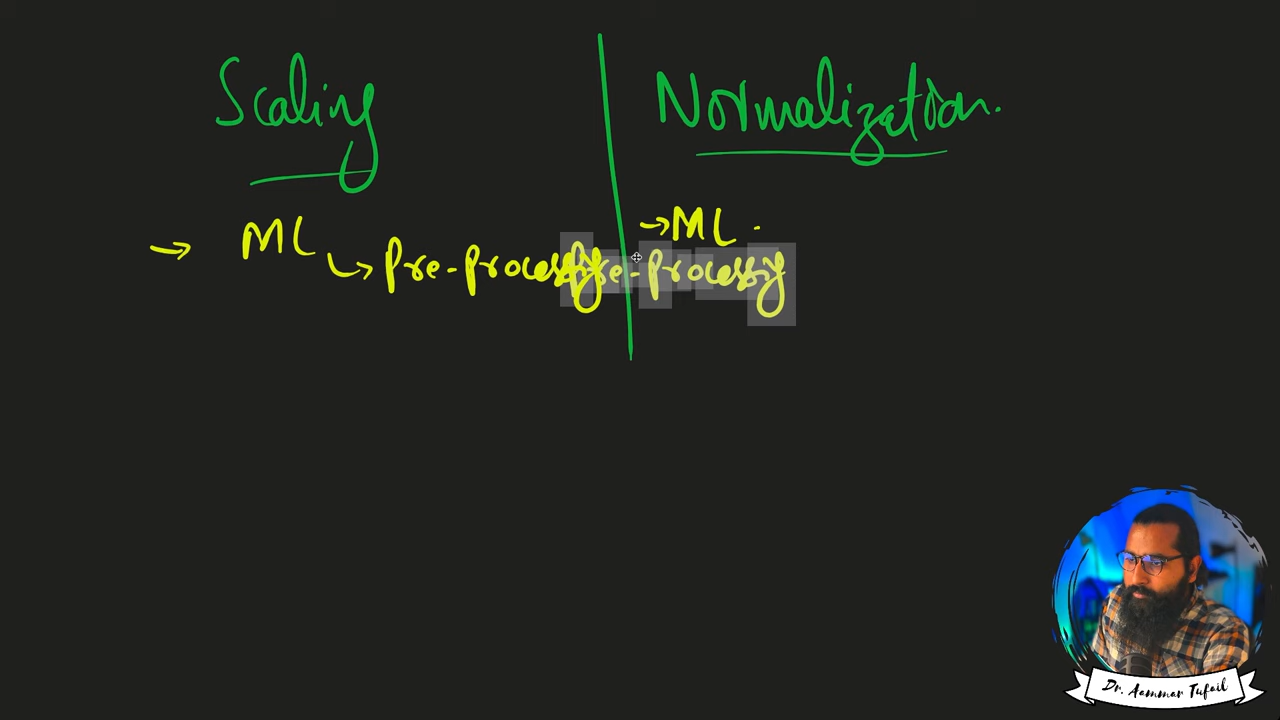 Scaling
Normalization.
→ ML
→ Pre-processing
→ ML .
Pre-processing
Dr. Aammar Tufail